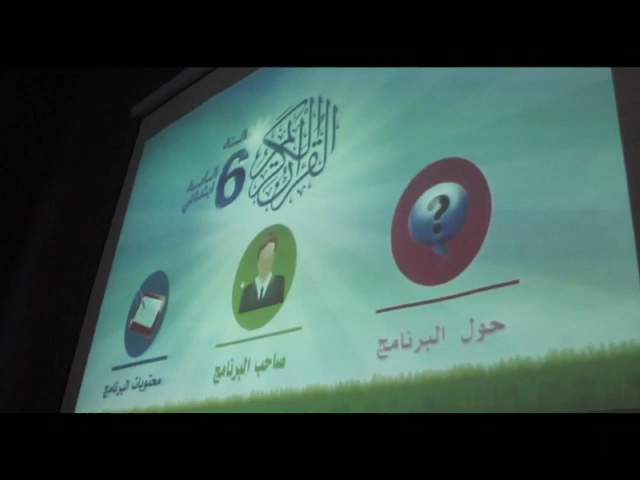 القرآن الكريم
السنة
6
السادسة
ابتدائي
حول البرنامج
صاحب البرنامج
محتويات البرنامج